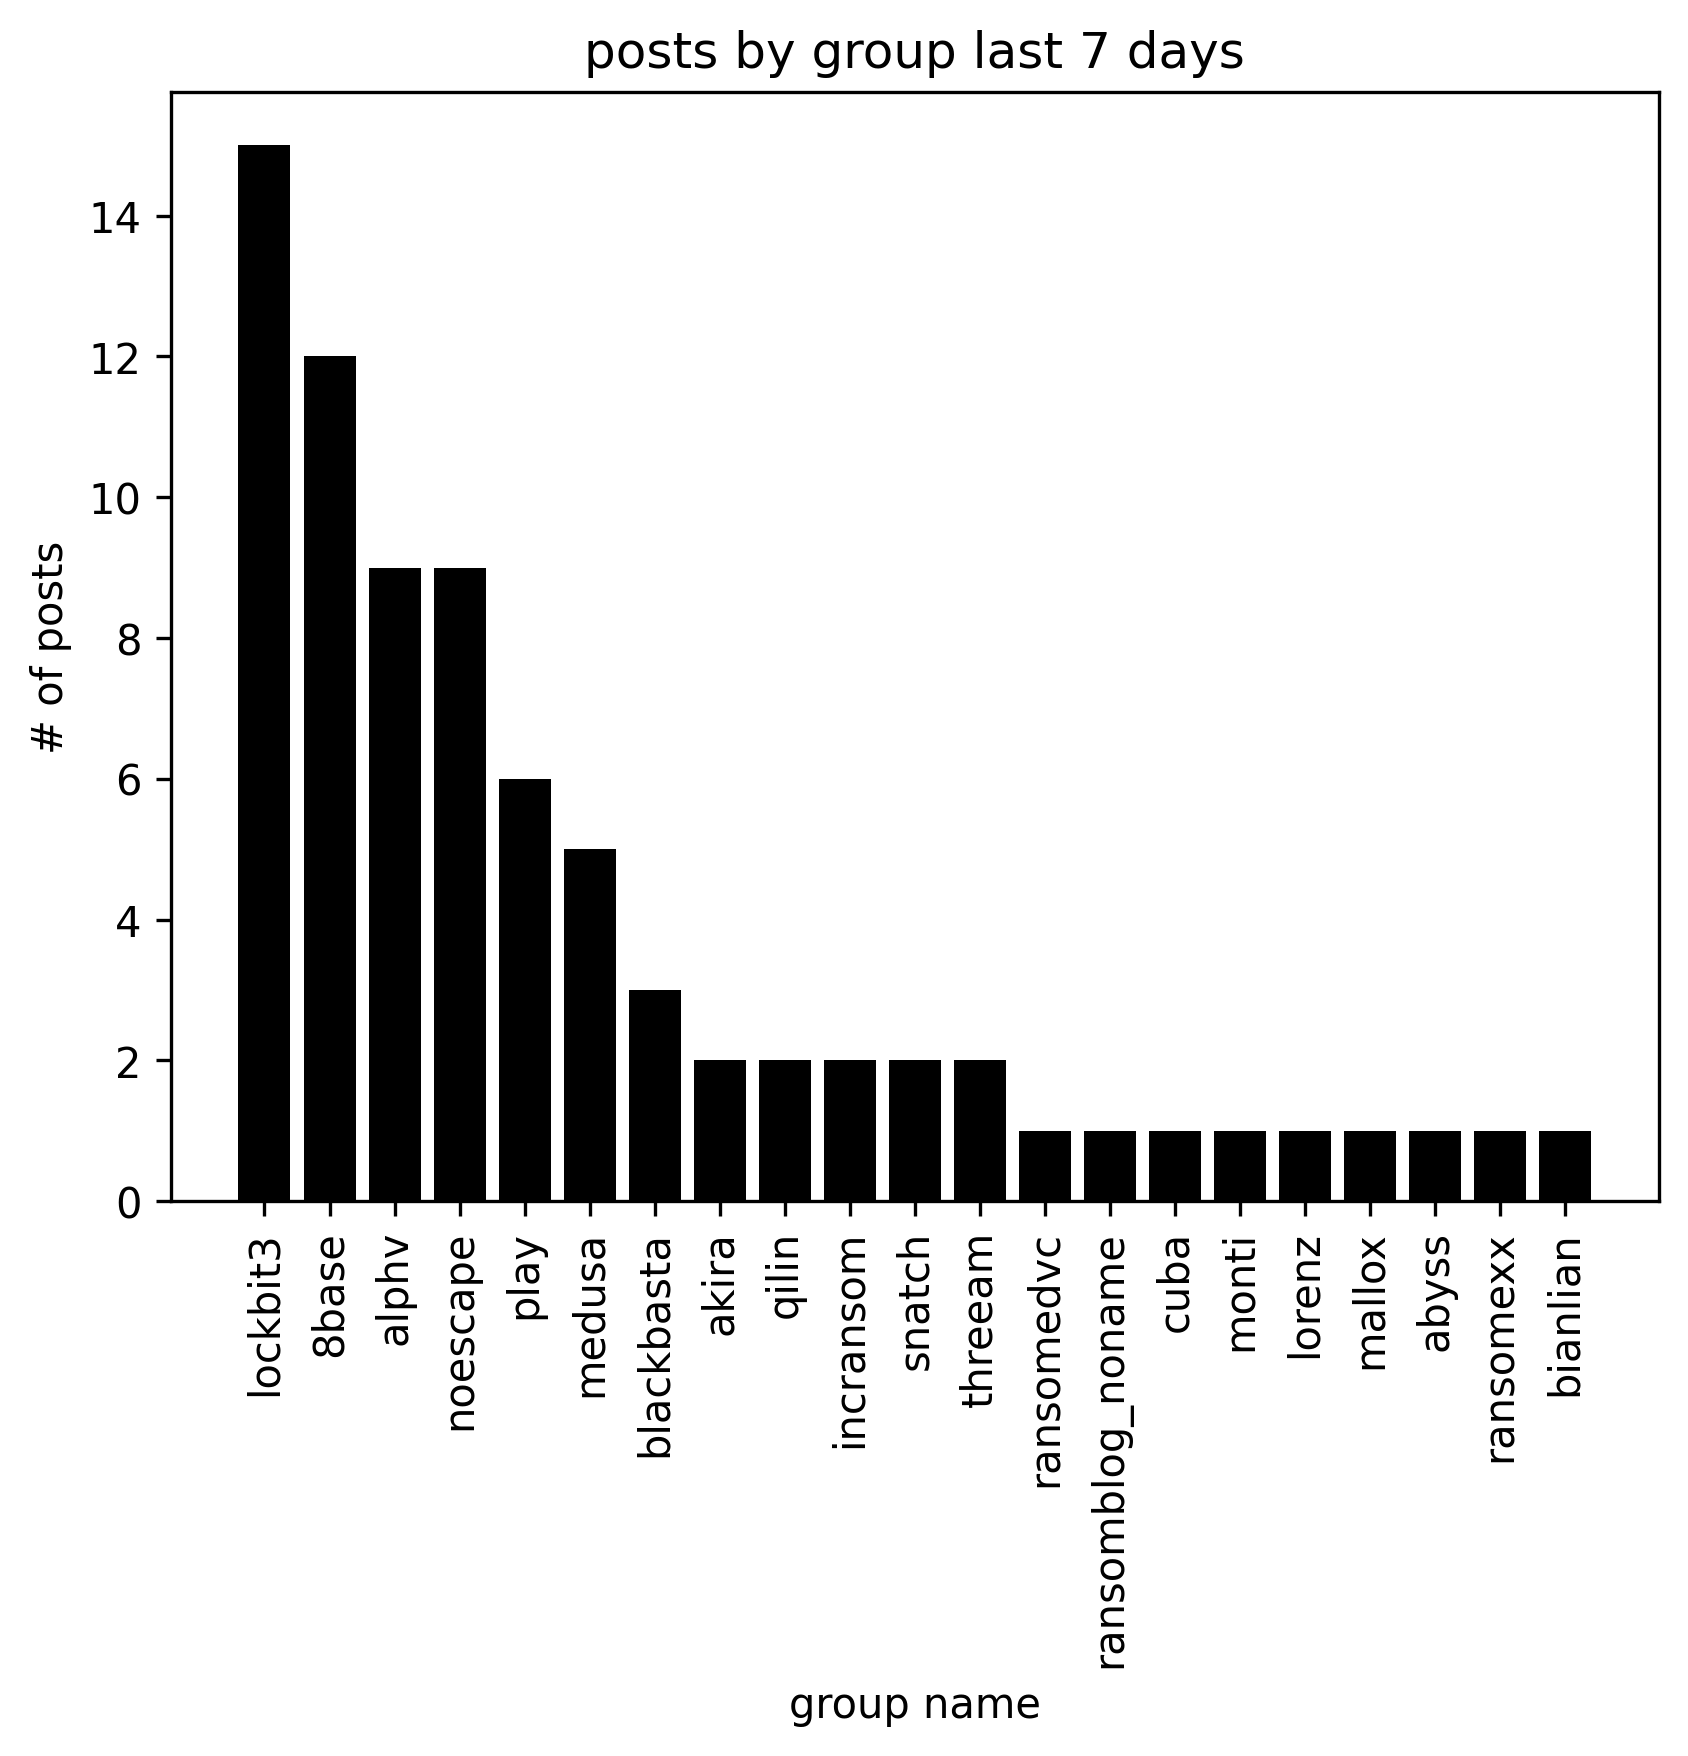 posts by group last 7 days
# of posts
14
12
10
8
6
4
2
0
lockbit3
8base
alphv
noescape
play
medusa
blackbasta
akira
qilin
incransom
snatch
threeam
ransomedvc
ransomblog_noname
cuba
monti
lorenz
mallox
abyss
ransomexx
bianlian
group name